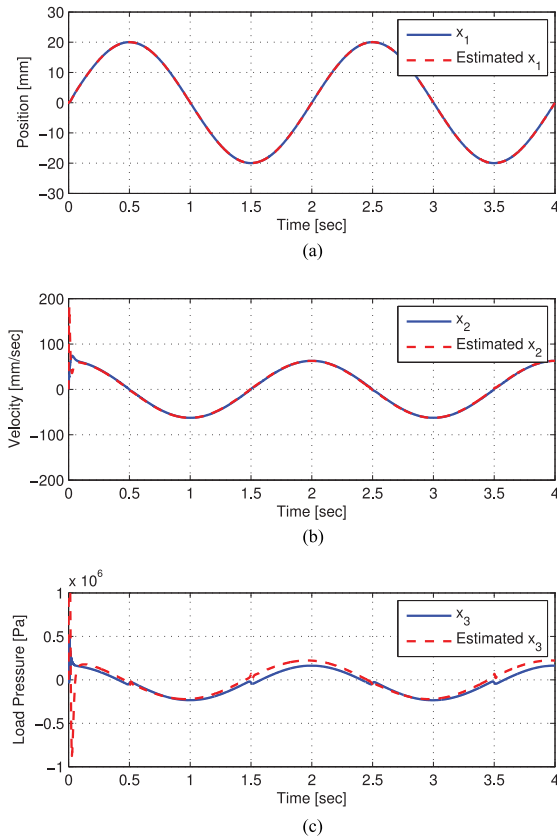 30
20
10
0
−10
−20
−30
Position [mm]
x1
Estimated x1
0 0.5 1 1.5 2 2.5 3 3.5 4
Time [sec]
(a)
200
100
0
−100
−200
Velocity [mm/sec]
x2
Estimated x2
0 0.5 1 1.5 2 2.5 3 3.5 4
Time [sec]
(b)
x 10^6
1
0.5
0
−0.5
−1
Load Pressure [Pa]
x3
Estimated x3
0 0.5 1 1.5 2 2.5 3 3.5 4
Time [sec]
(c)